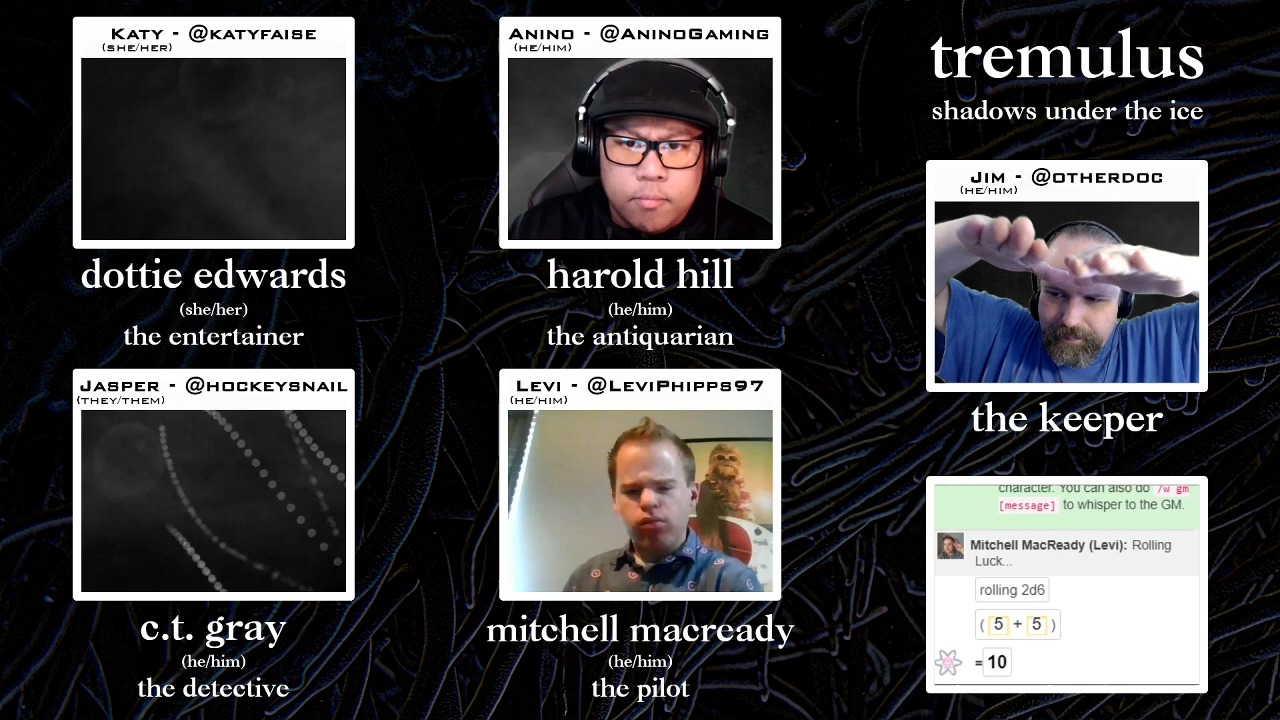 Katy - @katyfaise
(she/her)
dottie edwards
(she/her)
the entertainer
Anino - @AninoGaming
(he/him)
harold hill
(he/him)
the antiquarian
tremulus
shadows under the ice
Jim - @otherdoc
(he/him)
the keeper
Jasper - @hockeysnail
(they/them)
c.t. gray
(he/him)
the detective
Levi - @LeviPhipps97
(he/him)
mitchell macready
(he/him)
the pilot
character. You can also do /w gm
[message] to whisper to the GM.
Mitchell MacReady (Levi): Rolling
Luck...
rolling 2d6
( 5 + 5 )
= 10